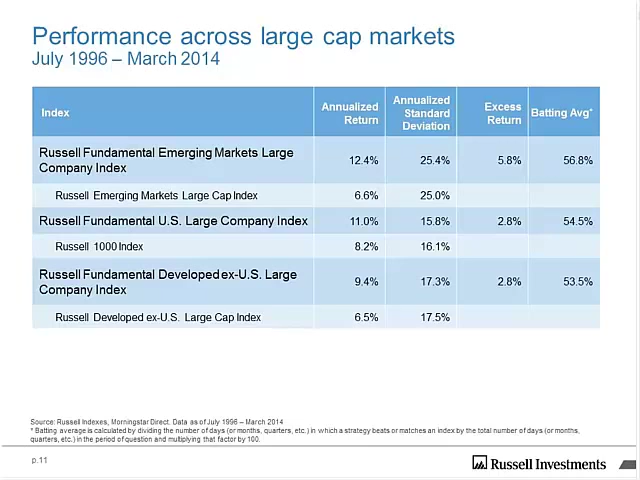 Performance across large cap markets
July 1996 – March 2014
Index Annualized Return Annualized Standard Deviation Excess Return Batting Avg*
Russell Fundamental Emerging Markets Large Company Index 12.4% 25.4% 5.8% 56.8%
Russell Emerging Markets Large Cap Index 6.6% 25.0%
Russell Fundamental U.S. Large Company Index 11.0% 15.8% 2.8% 54.5%
Russell 1000 Index 8.2% 16.1%
Russell Fundamental Developed ex-U.S. Large Company Index 9.4% 17.3% 2.8% 53.5%
Russell Developed ex-U.S. Large Cap Index 6.5% 17.5%
Source: Russell Indexes, Morningstar Direct. Data as of July 1996 – March 2014
* Batting average is calculated by dividing the number of days (or months, quarters, etc.) in which a strategy beats or matches an index by the total number of days (or months,
quarters, etc.) in the period of question and multiplying that factor by 100.
p.11
Russell Investments